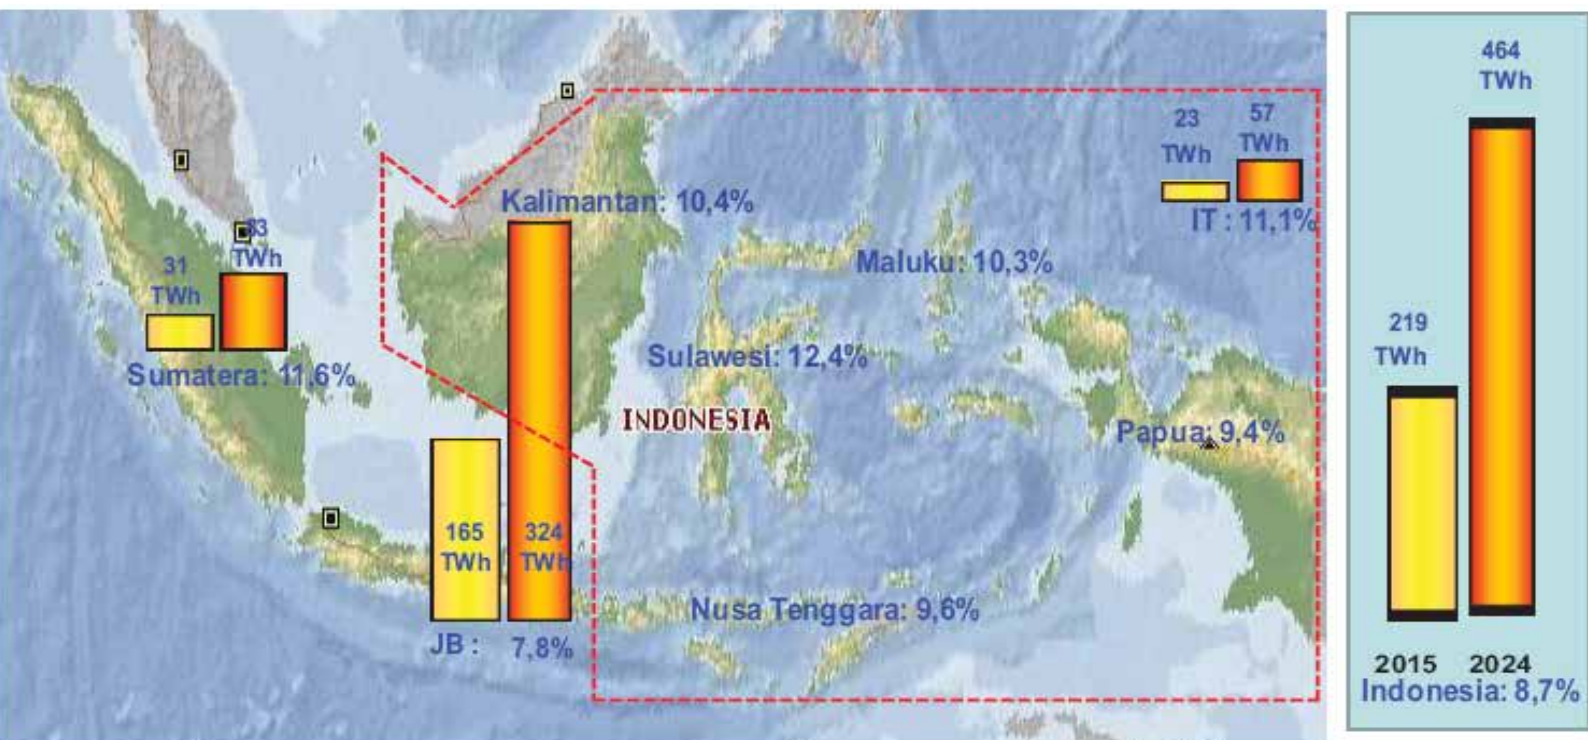 464
TWh
23
TWh
57
TWh
Kalimantan: 10,4%
IT : 11,1%
31
TWh
83
TWh
Maluku: 10,3%
219
TWh
Sulawesi: 12,4%
Sumatera: 11,6%
INDONESIA
Papua: 9,4%
165
TWh
324
TWh
Nusa Tenggara: 9,6%
JB : 7,8%
2015 2024
Indonesia: 8,7%